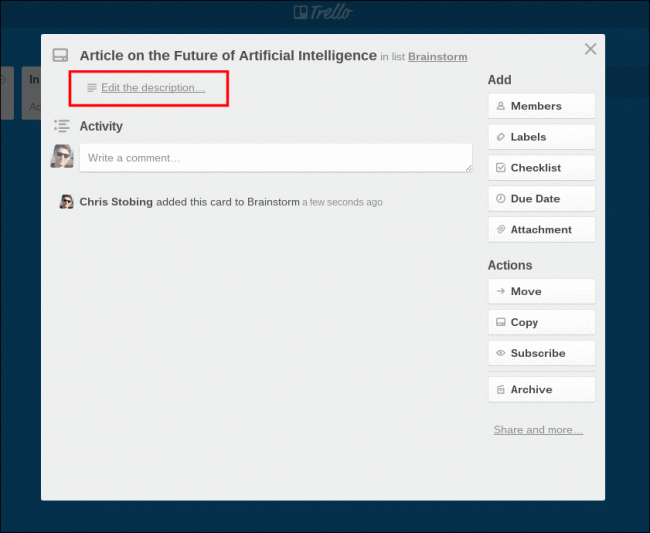 Trello
In
Article on the Future of Artificial Intelligence in list Brainstorm
Edit the description…
Activity
Write a comment…
Chris Stobing added this card to Brainstorm a few seconds ago
Add
Members
Labels
Checklist
Due Date
Attachment
Actions
Move
Copy
Subscribe
Archive
Share and more…